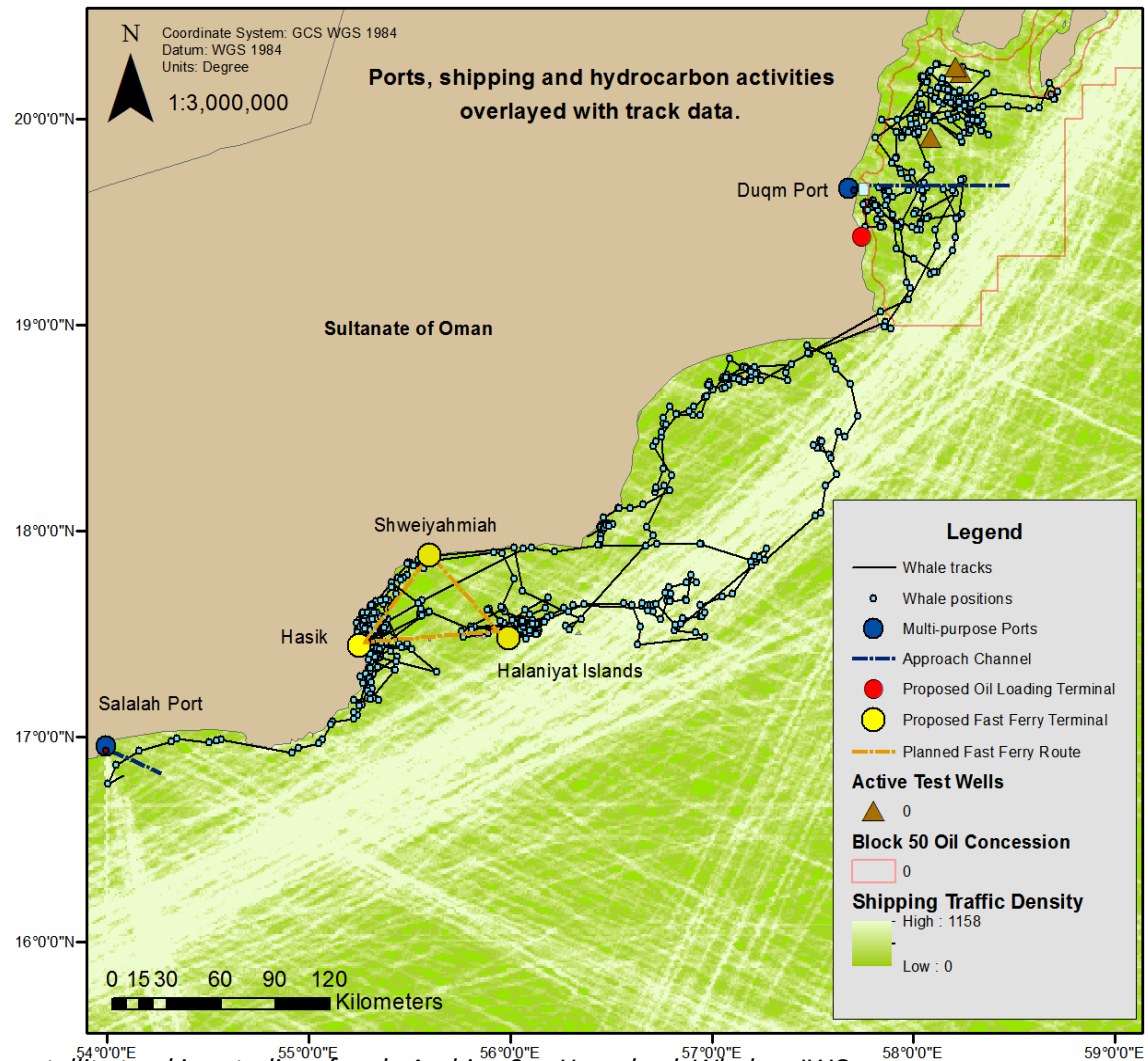 N
Coordinate System: GCS WGS 1984
Datum: WGS 1984
Units: Degree
1:3,000,000
Ports, shipping and hydrocarbon activities
overlayed with track data.
20°0'0"N
Duqm Port
19°0'0"N
Sultanate of Oman
18°0'0"N
Shweiyahmiah
Hasik
Halaniyat Islands
Salalah Port
17°0'0"N
16°0'0"N
Legend
Whale tracks
Whale positions
Multi-purpose Ports
Approach Channel
Proposed Oil Loading Terminal
Proposed Fast Ferry Terminal
Planned Fast Ferry Route
Active Test Wells
0
Block 50 Oil Concession
0
Shipping Traffic Density
High : 1158
Low : 0
0 15 30 60 90 120
Kilometers
54°0'0"E 55°0'0"E 56°0'0"E 57°0'0"E 58°0'0"E 59°0'0"E